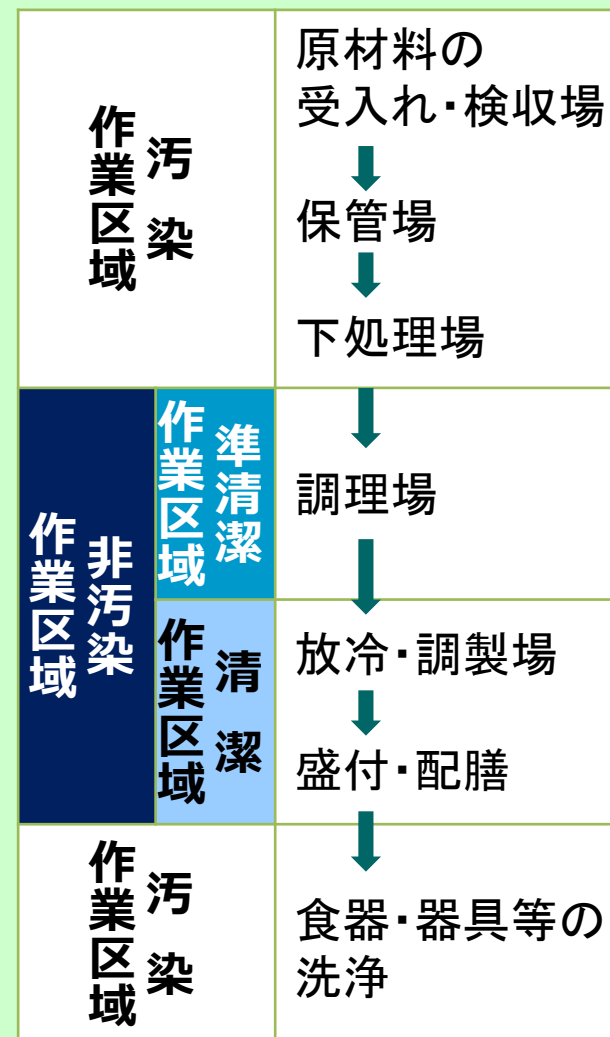 汚染
作業区域
原材料の
受入れ・検収場
保管場
下処理場
非汚染
作業区域
準清潔
作業区域
調理場
清潔
作業区域
放冷・調製場
盛付・配膳
汚染
作業区域
食器・器具等の
洗浄